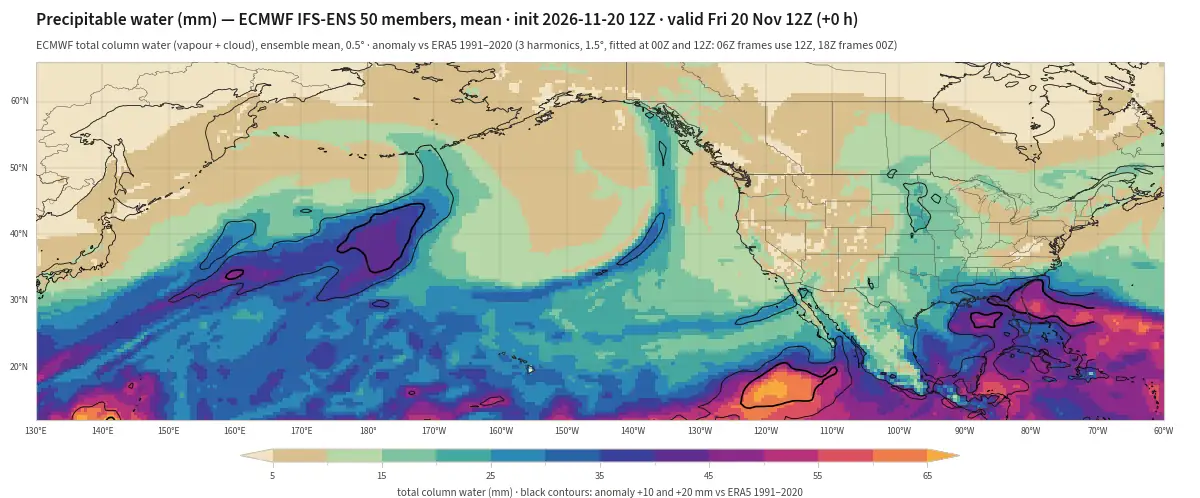 Precipitable water (mm) — ECMWF IFS-ENS 50 members, mean · init 2026-11-20 12Z · valid Fri 20 Nov 12Z (+0 h)
ECMWF total column water (vapour + cloud), ensemble mean, 0.5° · anomaly vs ERA5 1991–2020 (3 harmonics, 1.5°, fitted at 00Z and 12Z: 06Z frames use 12Z, 18Z frames 00Z)
60°N
50°N
40°N
30°N
20°N
130°E 140°E 150°E 160°E 170°E 180° 170°W 160°W 150°W 140°W 130°W 120°W 110°W 100°W 90°W 80°W 70°W 60°W
5 15 25 35 45 55 65
total column water (mm) · black contours: anomaly +10 and +20 mm vs ERA5 1991–2020